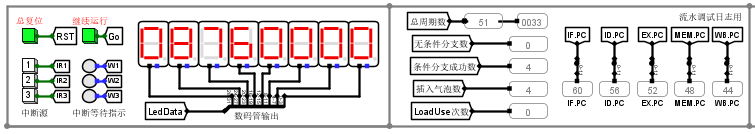 总复位
继续运行
RST
Go
1 IR1
2 IR2
3 IR3
W1
W2
W3
中断源
中断等待指示
LedData
数码管输出
总周期数 51 0033
无条件分支数 0
条件分支成功数 4
插入气泡数 4
LoadUse次数 0
流水调试日志用
IF.PC ID.PC EX.PC MEM.PC WB.PC
60 56 52 48 44
IF.PC ID.PC EX.PC MEM.PC WB.PC